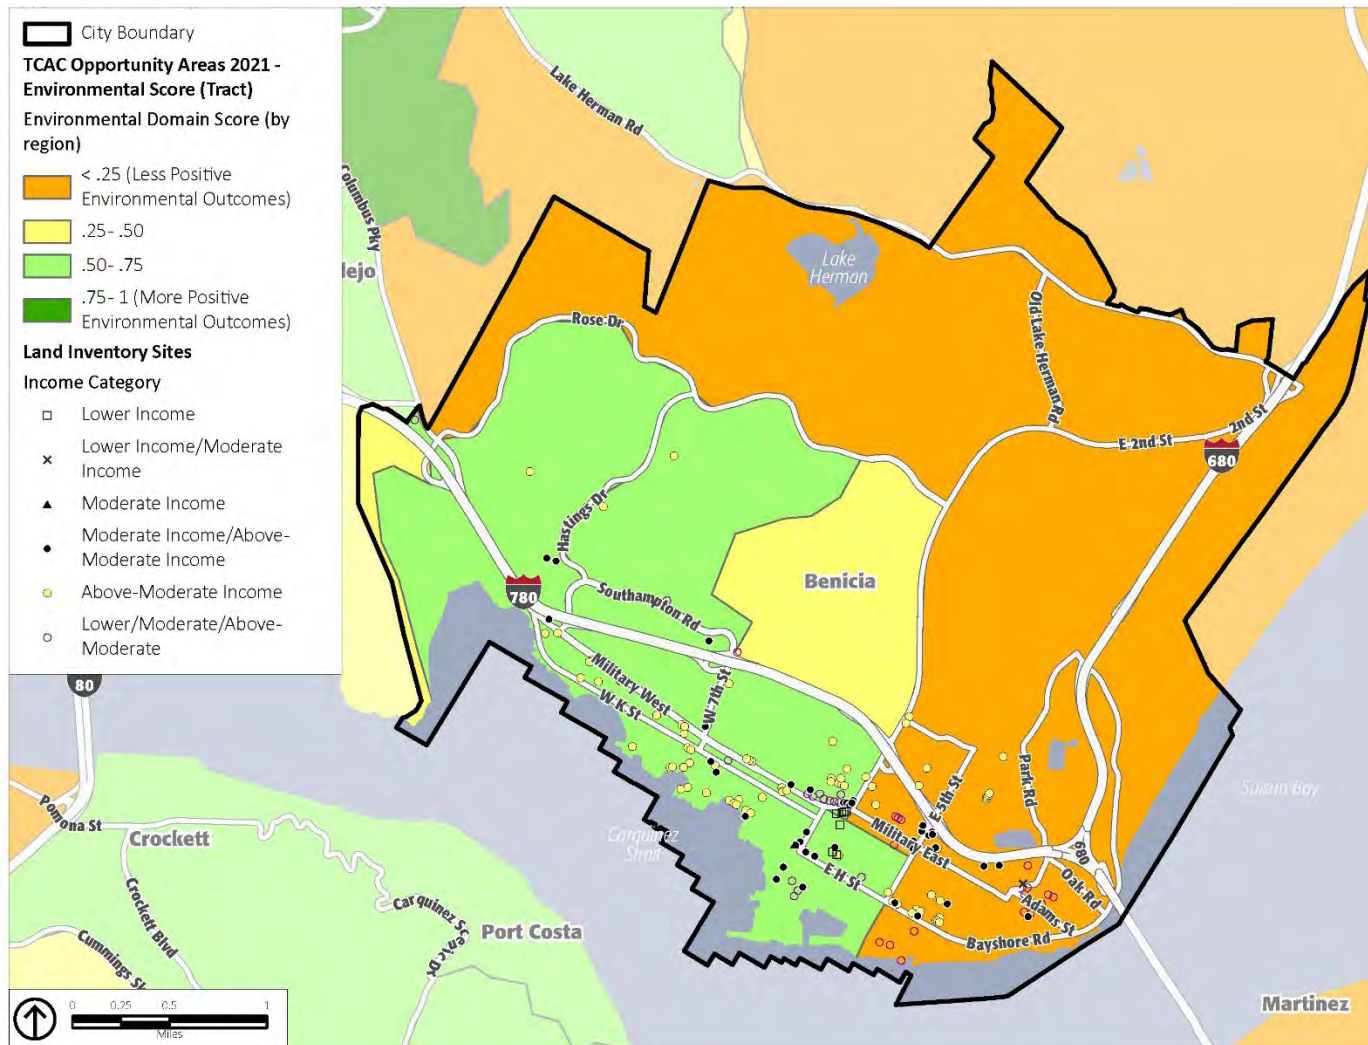 City Boundary
TCAC Opportunity Areas 2021 -
Environmental Score (Tract)
Environmental Domain Score (by
region)
< .25 (Less Positive
Environmental Outcomes)
.25- .50
.50- .75
.75- 1 (More Positive
Environmental Outcomes)
Land Inventory Sites
Income Category
Lower Income
Lower Income/Moderate
Income
Moderate Income
Moderate Income/Above-
Moderate Income
Above-Moderate Income
Lower/Moderate/Above-
Moderate
Lake Herman Rd
Columbus Pky
lejo
Lake
Herman
Rose Dr
Old Lake Herman Rd
E 2nd St
2nd St
680
Hastings Dr
Benicia
780
Southampton Rd
Military West
W K St
W 7th St
80
Park Rd
E 5th St
Suisun Bay
Pomona St
Crockett
Carquinez
Strait
Military East
680
E H St
Oak Rd
Adams St
Crockett Blvd
Carquinez Scenic Dr
Port Costa
Bayshore Rd
Cummings Sk
Martinez
0 0.25 0.5 1
Miles